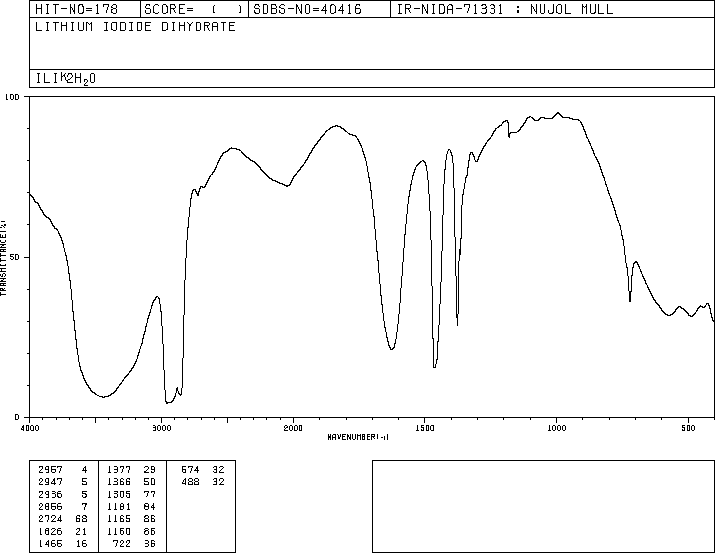 HIT-NO=178 SCORE= ( ) SDBS-NO=40416 IR-NIDA-71331 : NUJOL MULL
LITHIUM IODIDE DIHYDRATE
ILIK2H2O
100
50
0
TRANSMITTANCE(%)
4000 3000 2000 1500 1000 500
WAVENUMBER(-1)
2957 4 1377 29 574 32
2947 5 1366 50 488 32
2936 5 1305 77
2855 7 1181 84
2724 68 1165 86
1626 21 1150 86
1466 16 722 36